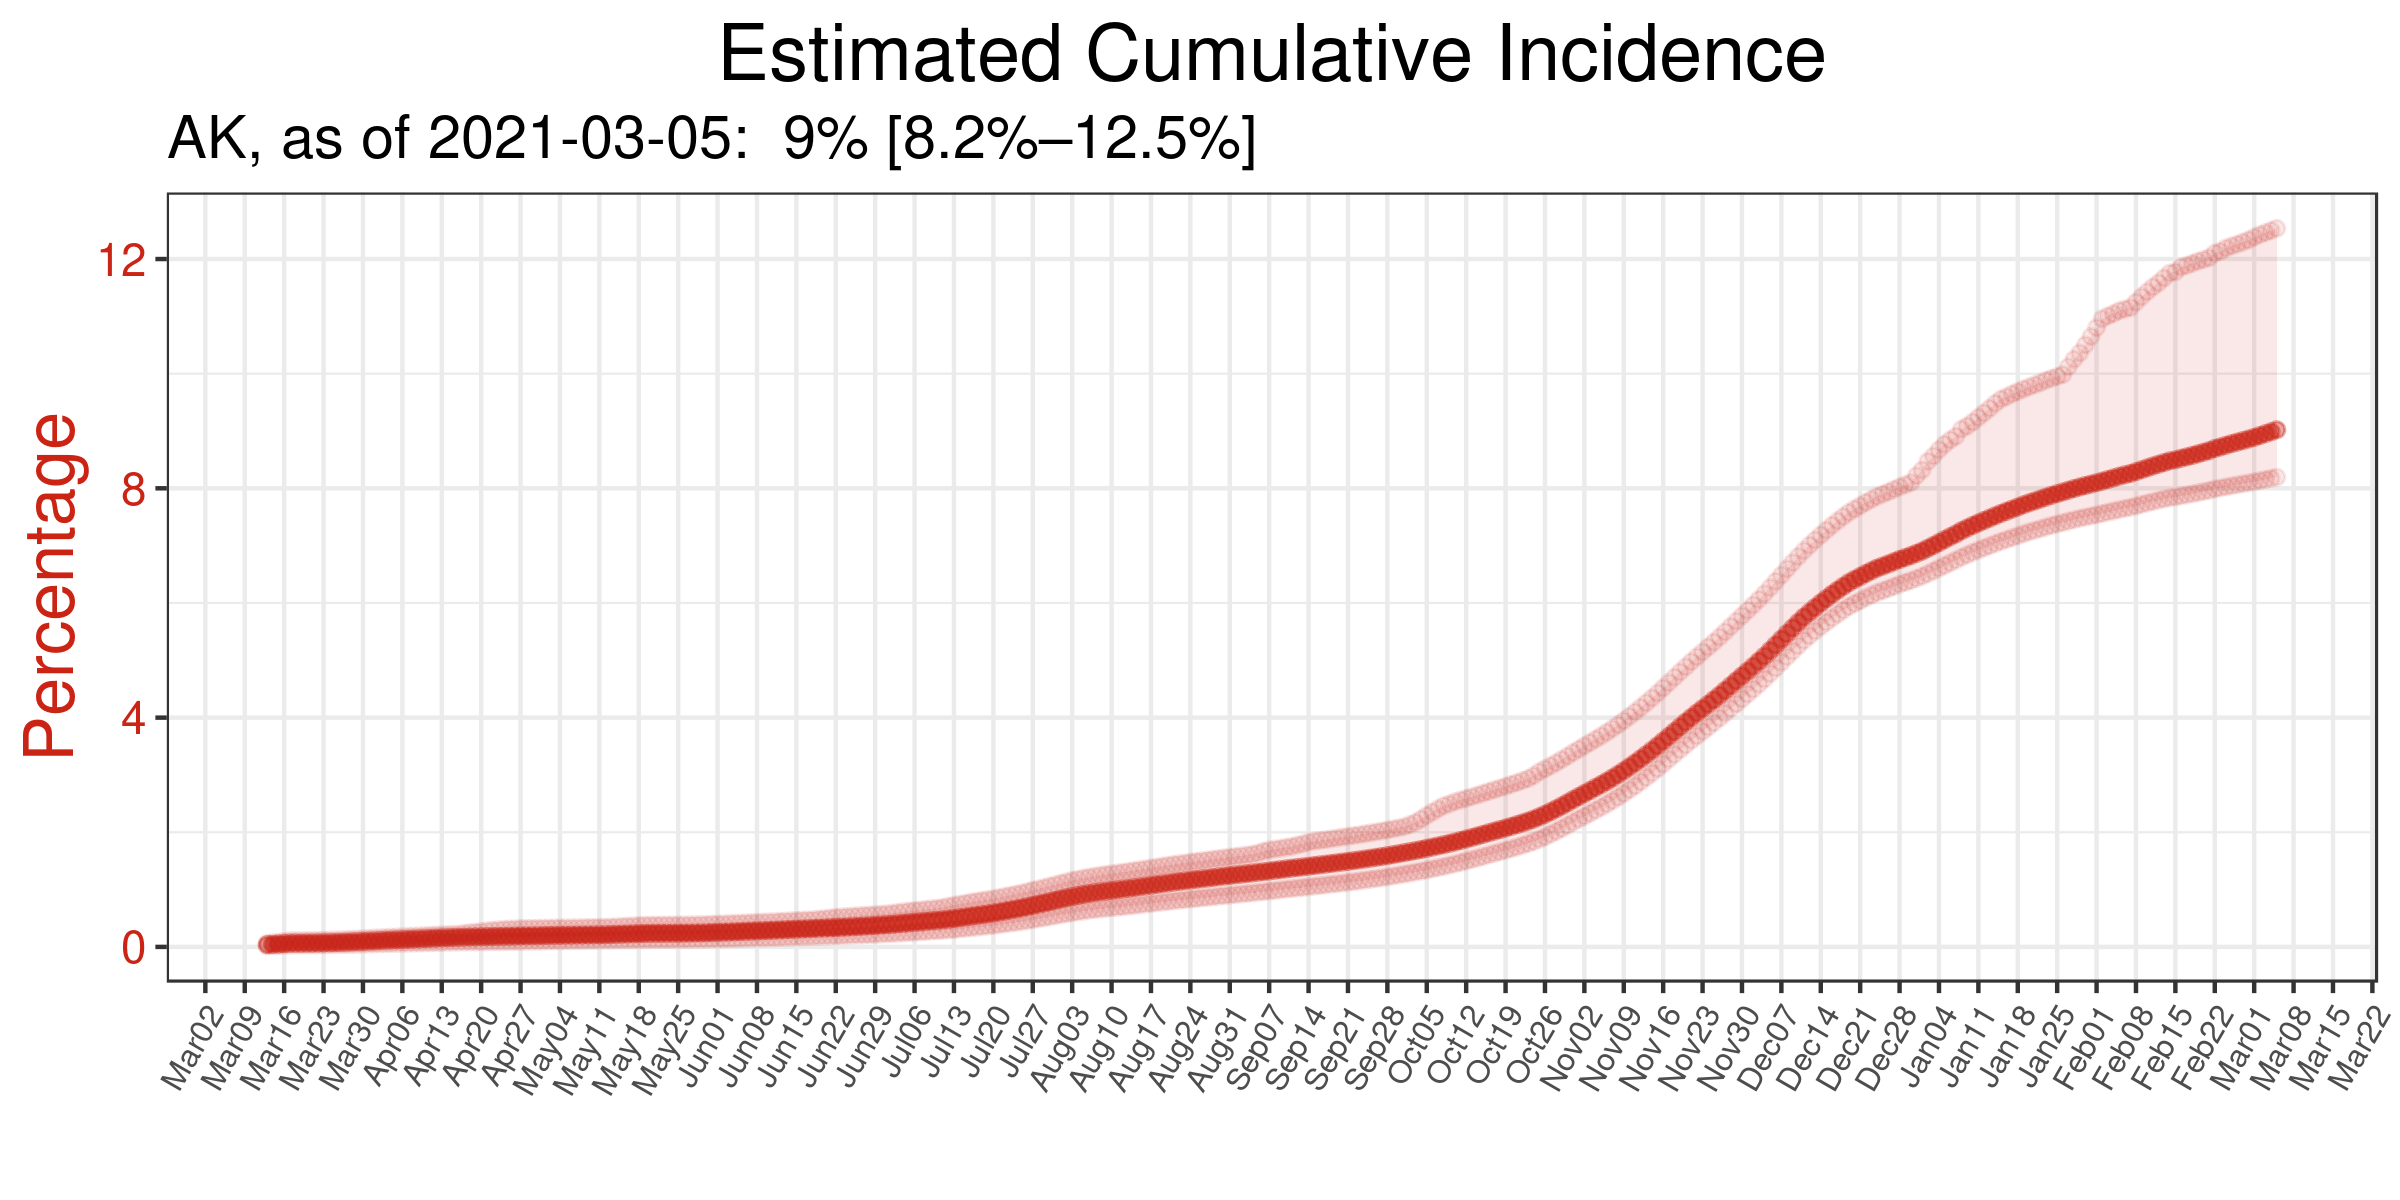 Estimated Cumulative Incidence
AK, as of 2021-03-05:  9% [8.2%–12.5%]
Percentage
12
8
4
0
Mar02
Mar09
Mar16
Mar23
Mar30
Apr06
Apr13
Apr20
Apr27
May04
May11
May18
May25
Jun01
Jun08
Jun15
Jun22
Jun29
Jul06
Jul13
Jul20
Jul27
Aug03
Aug10
Aug17
Aug24
Aug31
Sep07
Sep14
Sep21
Sep28
Oct05
Oct12
Oct19
Oct26
Nov02
Nov09
Nov16
Nov23
Nov30
Dec07
Dec14
Dec21
Dec28
Jan04
Jan11
Jan18
Jan25
Feb01
Feb08
Feb15
Feb22
Mar01
Mar08
Mar15
Mar22